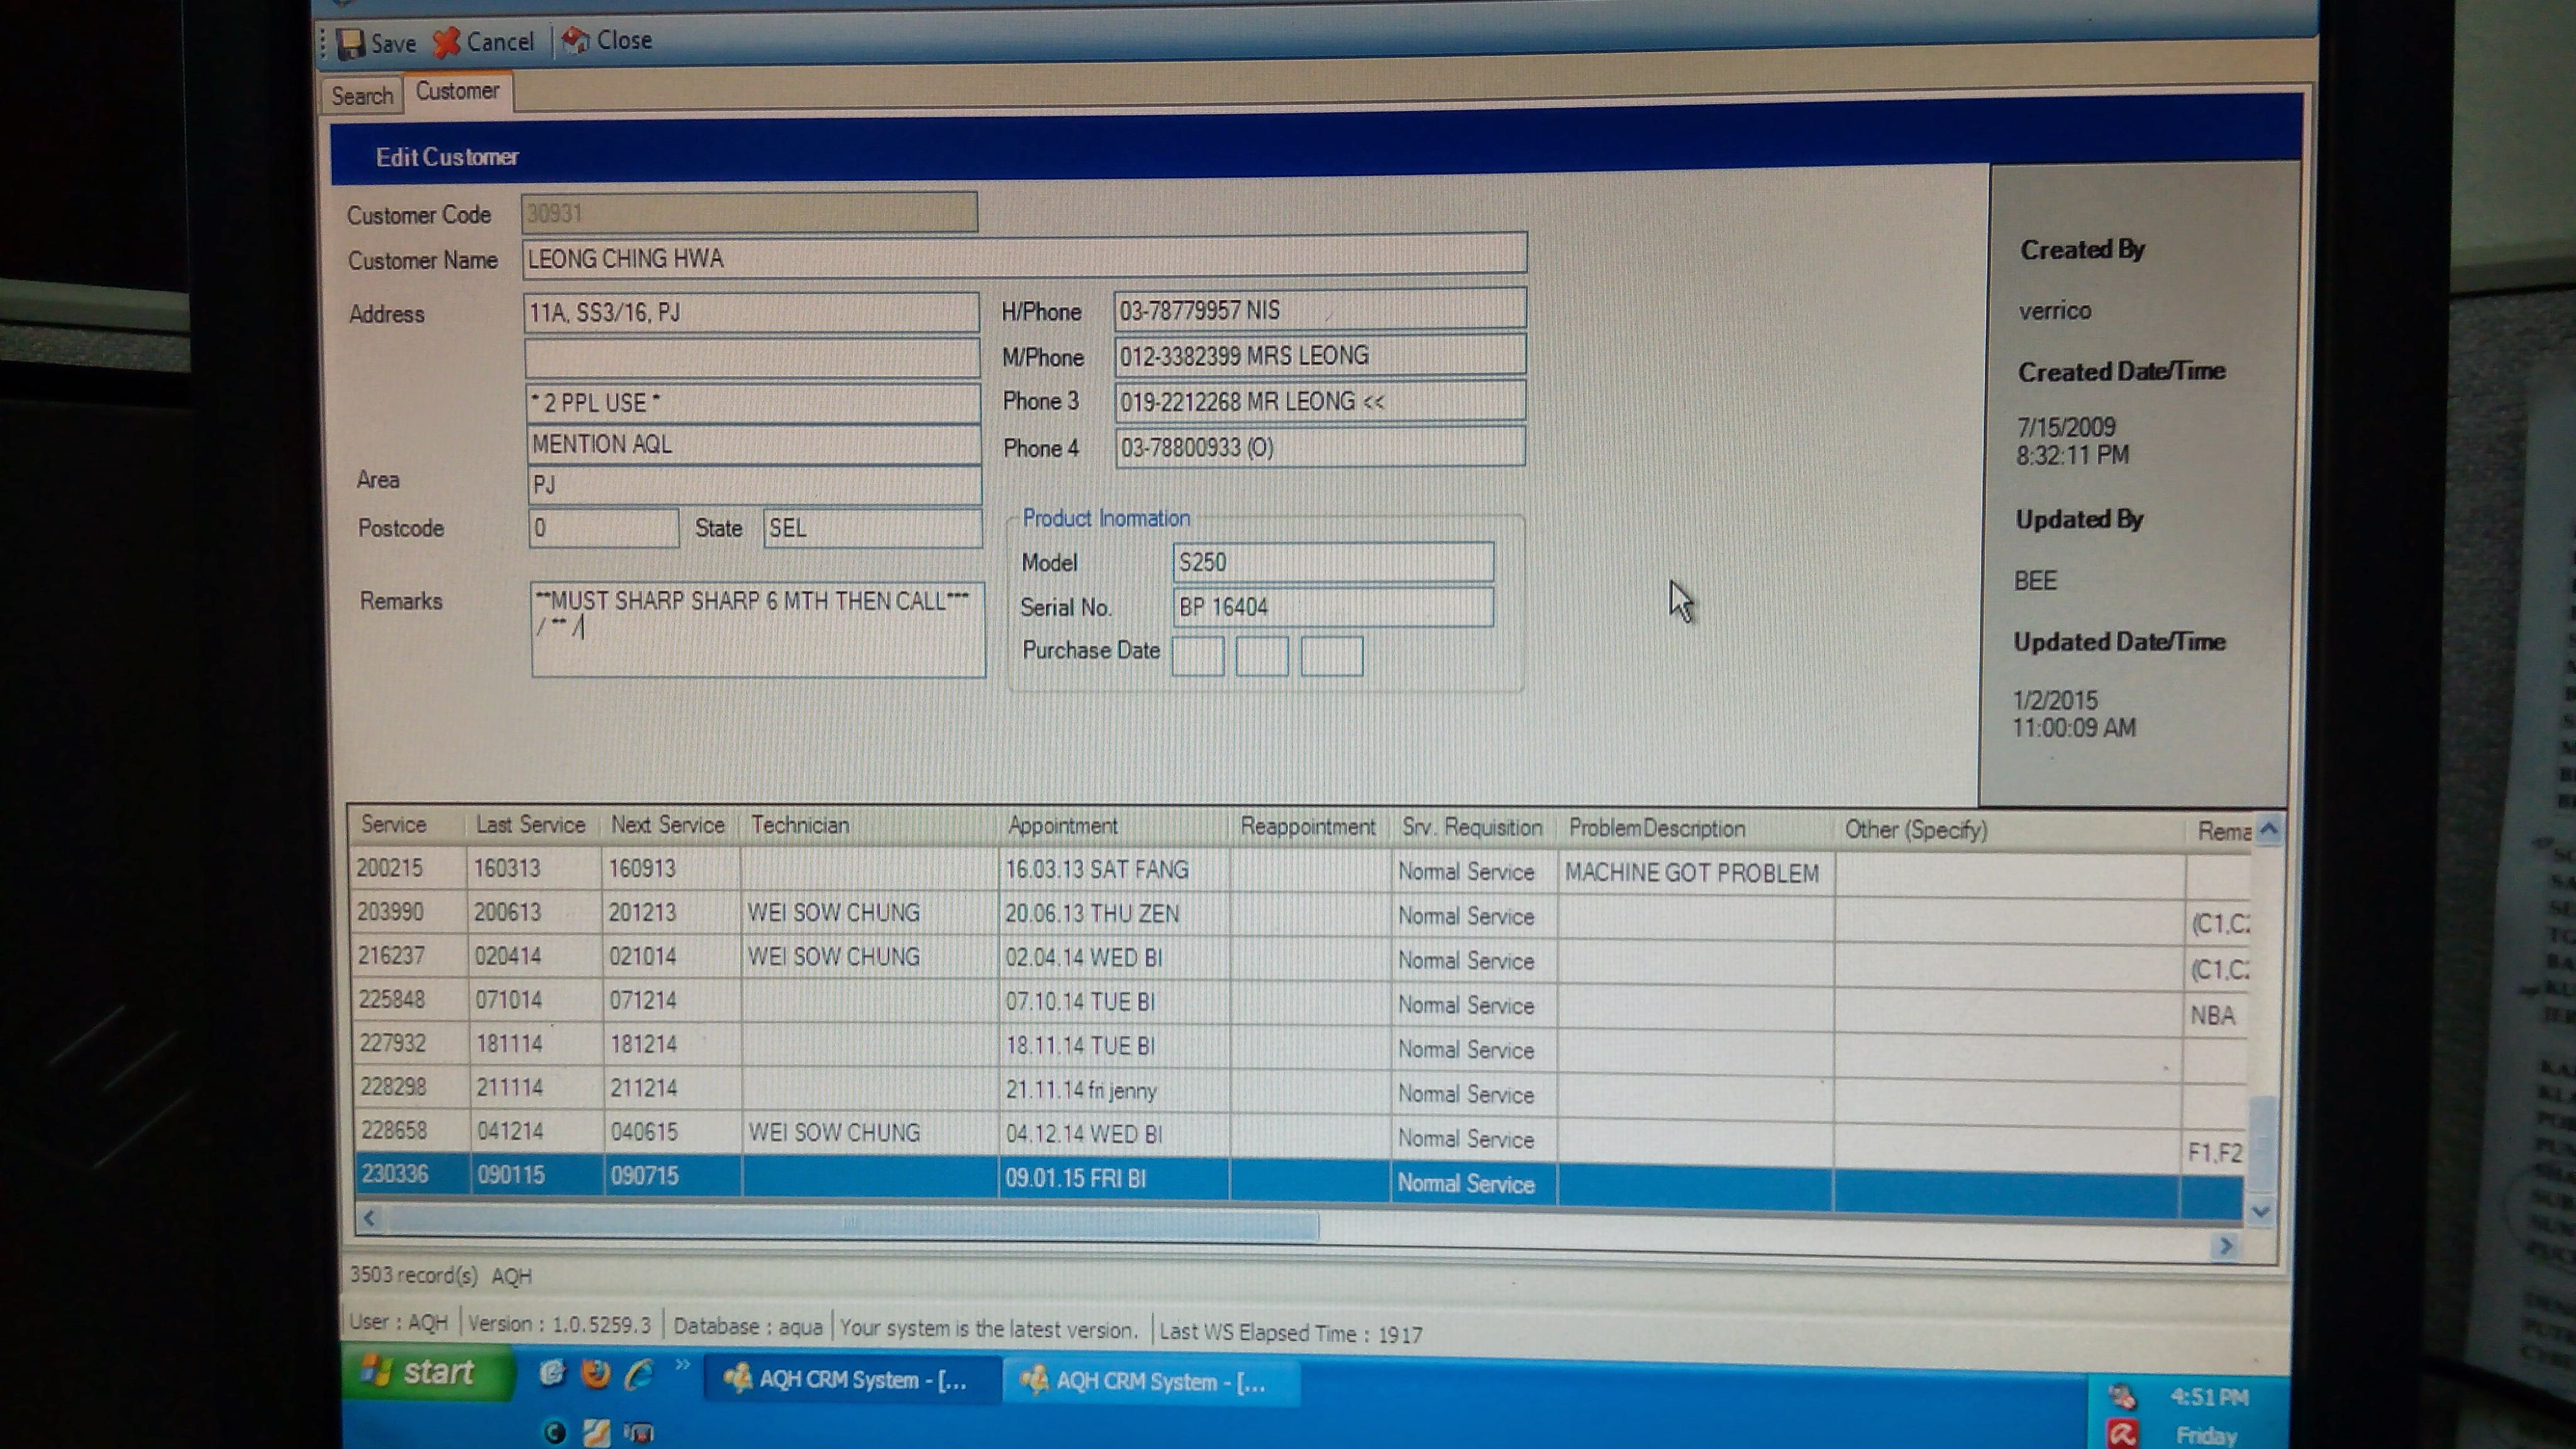 Save Cancel Close
Search Customer
Edit Customer
Customer Code 30931
Customer Name LEONG CHING HWA
Address 11A, SS3/16, PJ
* 2 PPL USE *
MENTION AQL
Area PJ
Postcode 0 State SEL
Remarks **MUST SHARP SHARP 6 MTH THEN CALL***
/ ** /
H/Phone 03-78779957 NIS
M/Phone 012-3382399 MRS LEONG
Phone 3 019-2212268 MR LEONG <<
Phone 4 03-78800933 (O)
Product Inormation
Model S250
Serial No. BP 16404
Purchase Date
Created By
verrico
Created Date/Time
7/15/2009
8:32:11 PM
Updated By
BEE
Updated Date/Time
1/2/2015
11:00:09 AM
Service Last Service Next Service Technician Appointment Reappointment Srv. Requisition Problem Description Other (Specify) Rema
200215 160313 160913 16.03.13 SAT FANG Normal Service MACHINE GOT PROBLEM
203990 200613 201213 WEI SOW CHUNG 20.06.13 THU ZEN Normal Service (C1,C2
216237 020414 021014 WEI SOW CHUNG 02.04.14 WED BI Normal Service (C1,C2
225848 071014 071214 07.10.14 TUE BI Normal Service NBA
227932 181114 181214 18.11.14 TUE BI Normal Service
228298 211114 211214 21.11.14 fri jenny Normal Service
228658 041214 040615 WEI SOW CHUNG 04.12.14 WED BI Normal Service F1,F2
230336 090115 090715 09.01.15 FRI BI Normal Service
3503 record(s) AQH
User : AQH Version : 1.0.5259.3 Database : aqua Your system is the latest version. Last WS Elapsed Time : 1917
start AQH CRM System - [... AQH CRM System - [... 4:51 PM
Friday